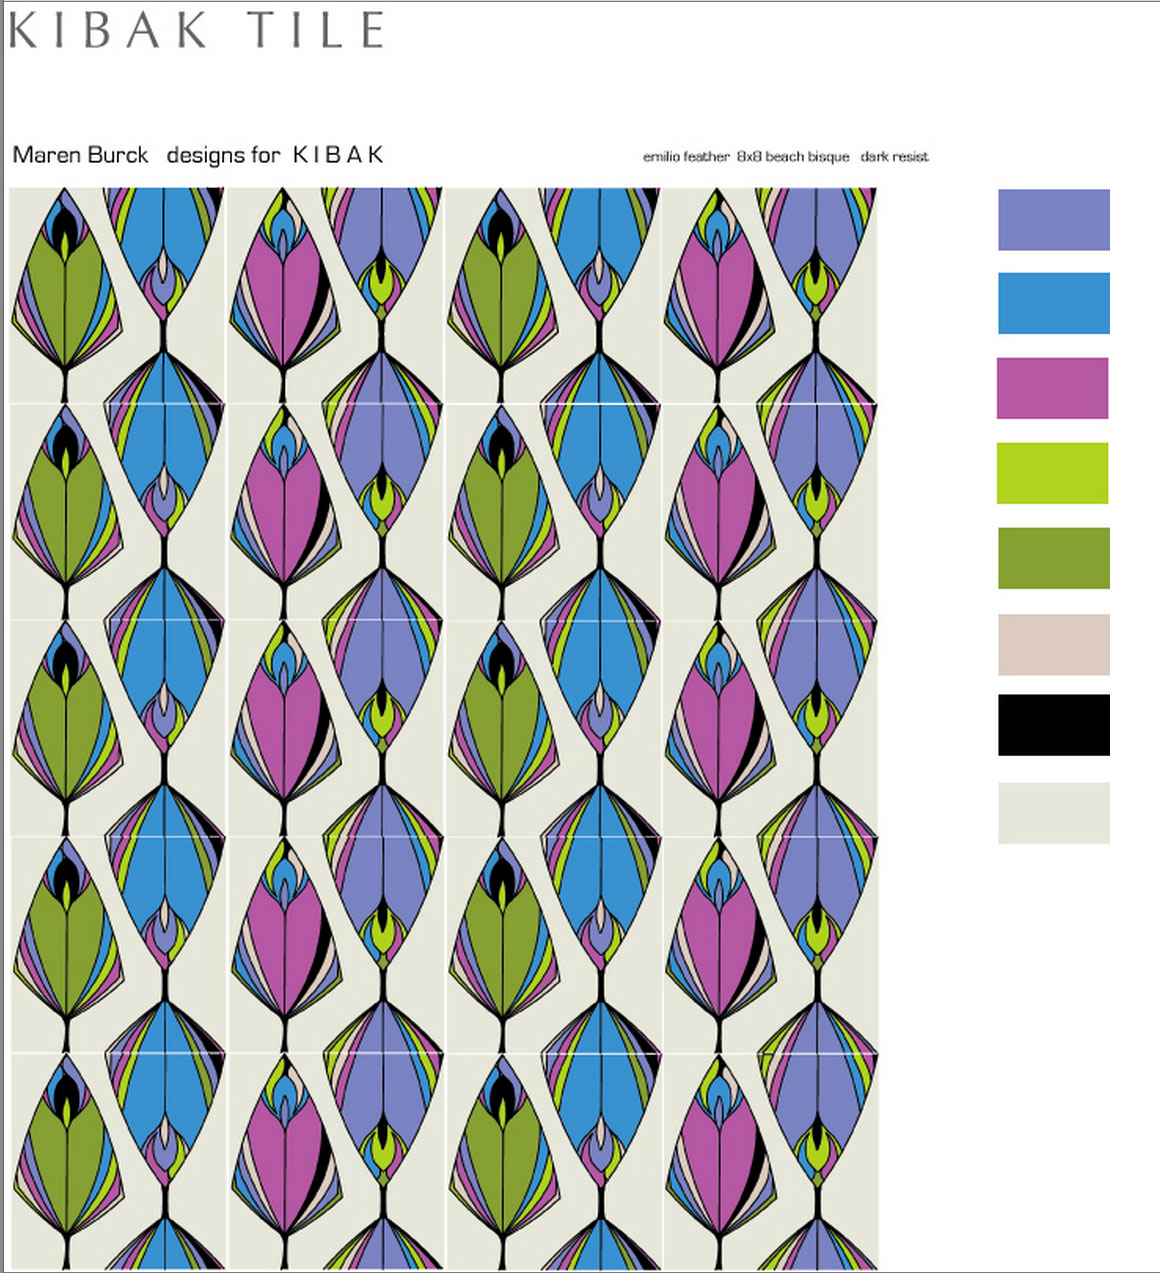 KIBAK TILE
Maren Burck designs for KIBAK
emilio feather 8x8 beach bisque dark resist